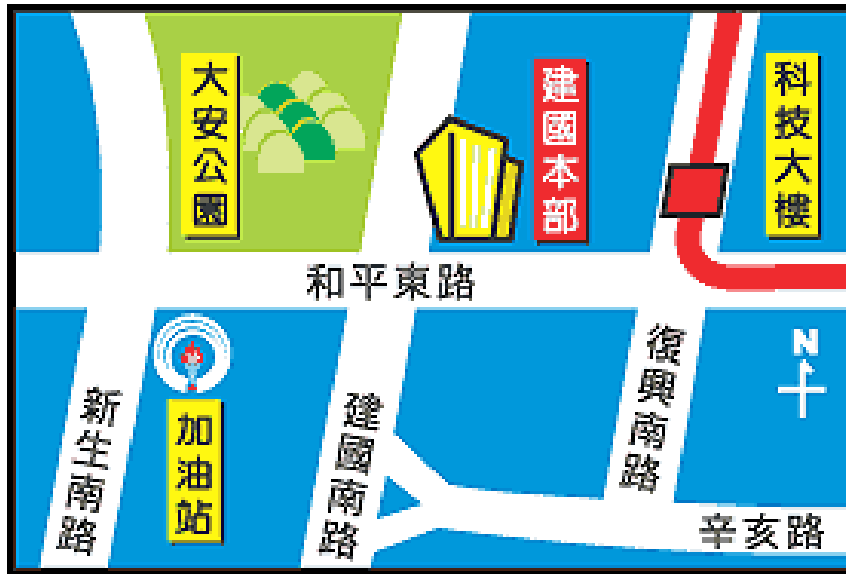 大安公園
建國本部
科技大樓
和平東路
N
新生南路
加油站
建國南路
復興南路
辛亥路